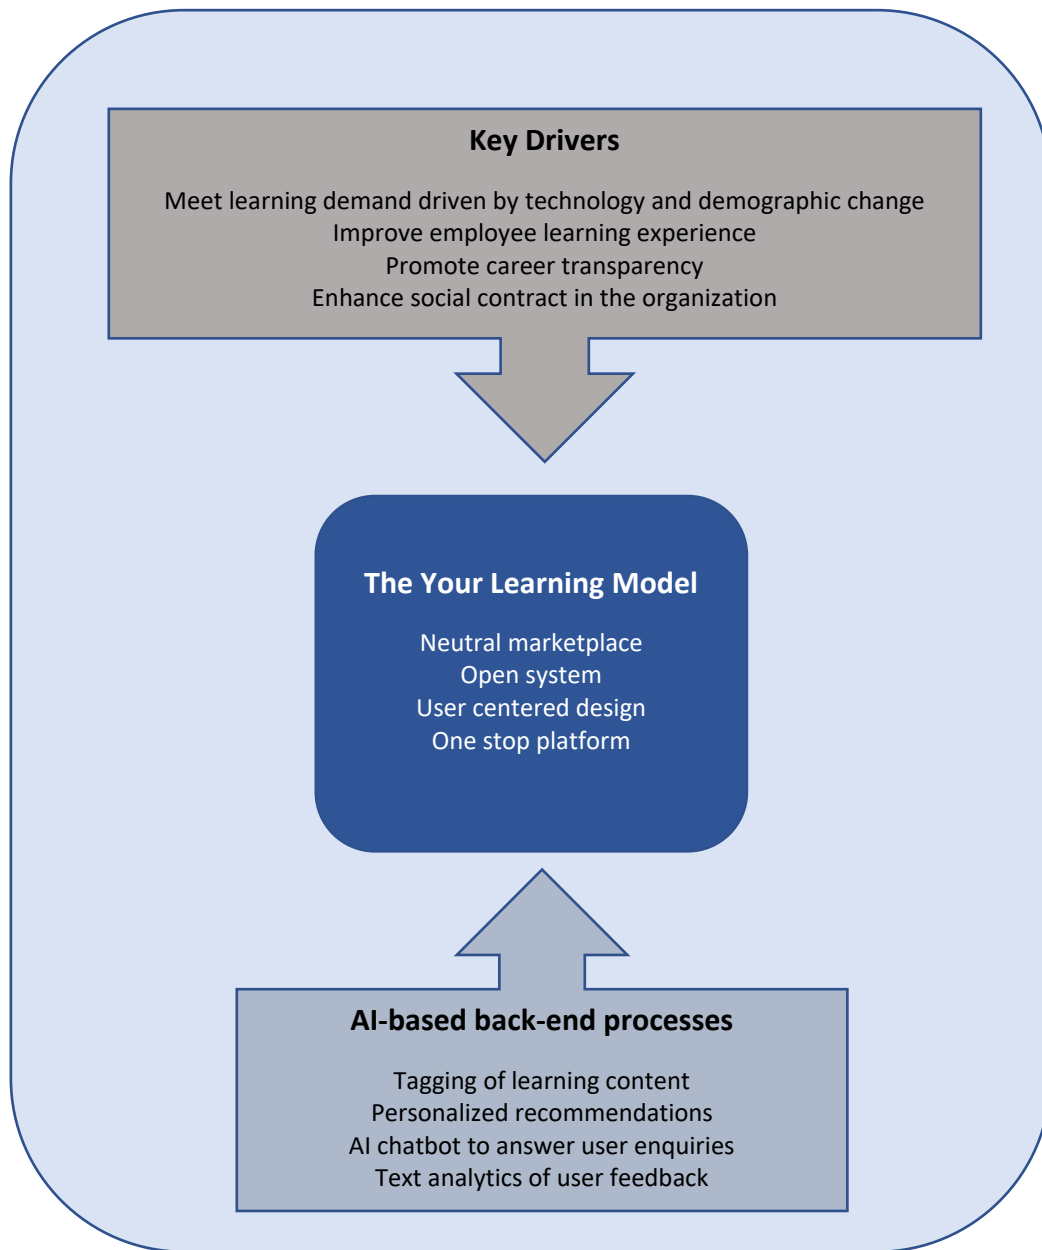 Key Drivers
Meet learning demand driven by technology and demographic change
Improve employee learning experience
Promote career transparency
Enhance social contract in the organization
The Your Learning Model
Neutral marketplace
Open system
User centered design
One stop platform
AI-based back-end processes
Tagging of learning content
Personalized recommendations
AI chatbot to answer user enquiries
Text analytics of user feedback